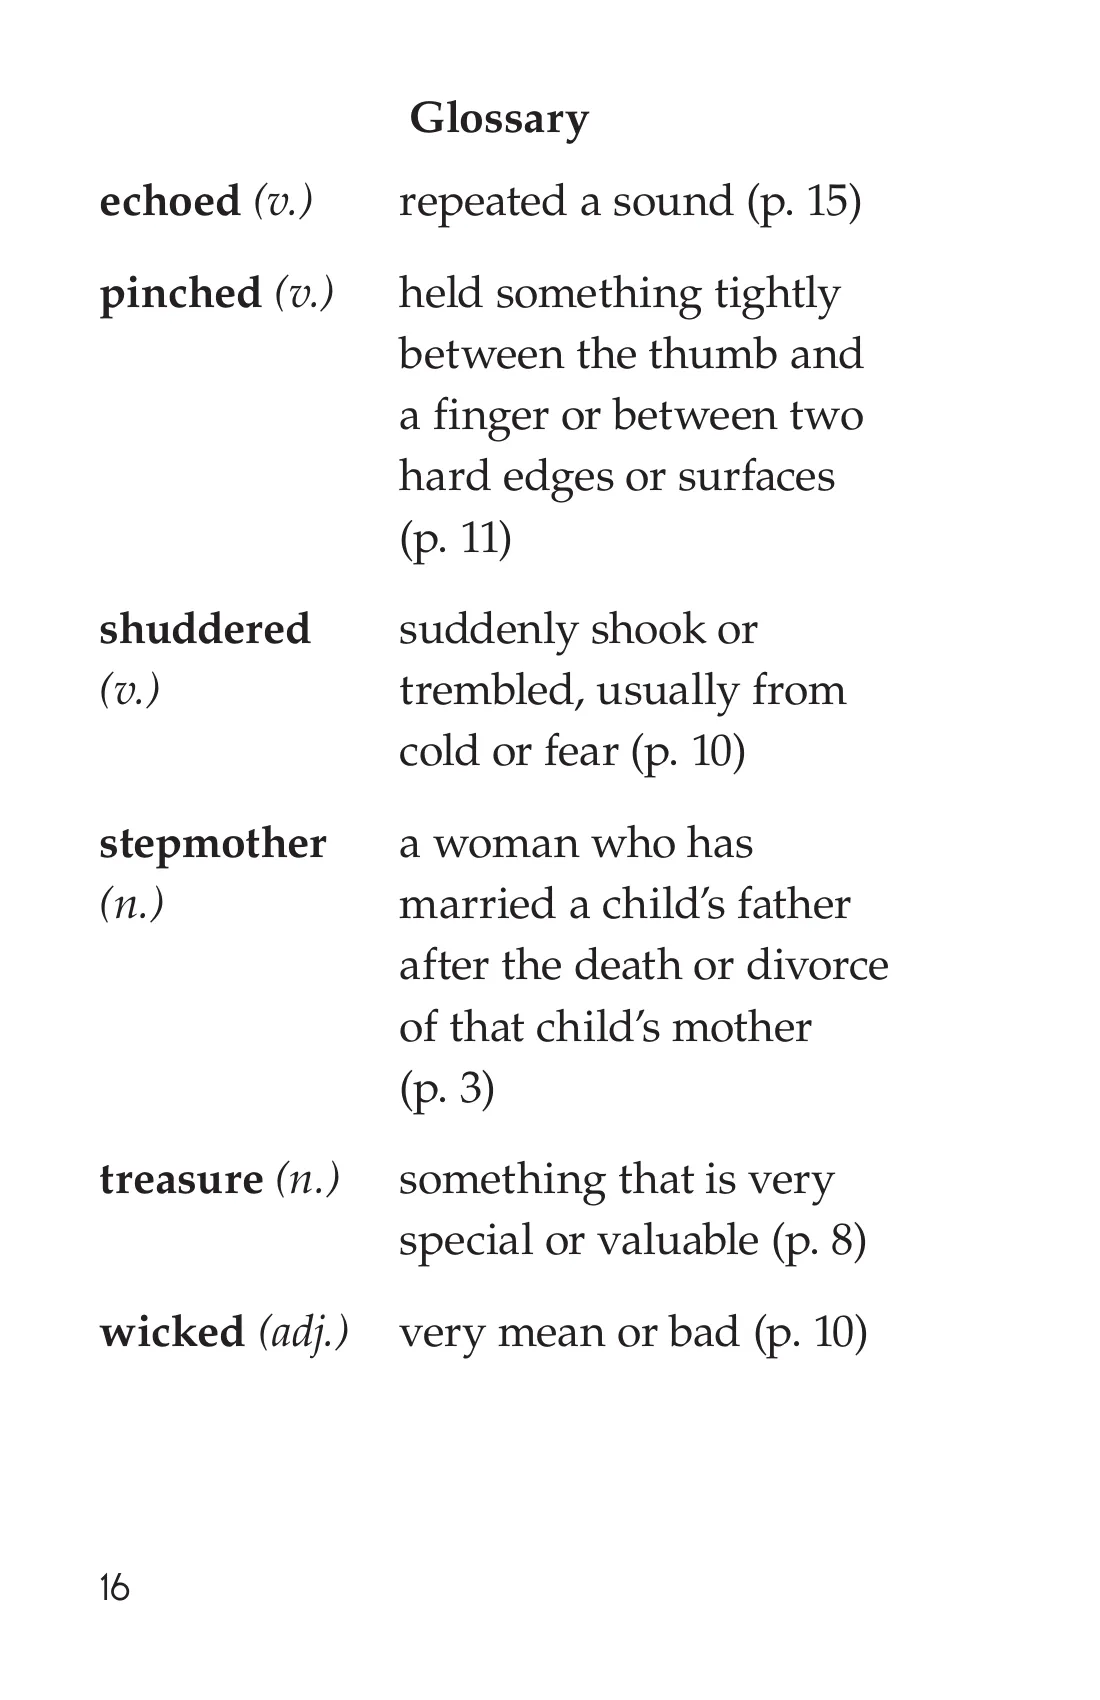 Glossary
echoed (v.) repeated a sound (p. 15)
pinched (v.) held something tightly
between the thumb and
a finger or between two
hard edges or surfaces
(p. 11)
shuddered suddenly shook or
(v.) trembled, usually from
cold or fear (p. 10)
stepmother a woman who has
(n.) married a child’s father
after the death or divorce
of that child’s mother
(p. 3)
treasure (n.) something that is very
special or valuable (p. 8)
wicked (adj.) very mean or bad (p. 10)
16